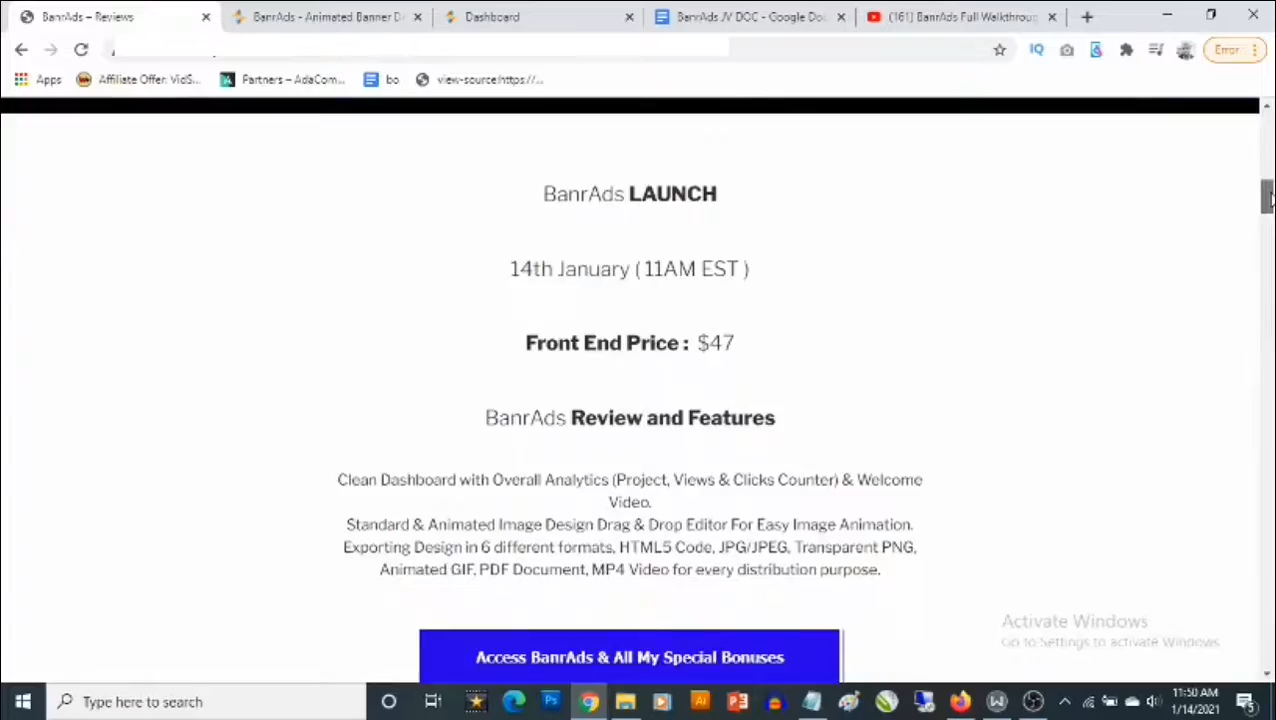 BanrAds – Reviews
BanrAds - Animated Banner D
Dashboard
BanrAds JV DOC - Google Do
(161) BanrAds Full Walkthroug
Error
Apps
Affiliate Offer: VidS...
Partners – AdaCom...
bo
view-source:https://...
BanrAds LAUNCH
14th January ( 11AM EST )
Front End Price : $47
BanrAds Review and Features
Clean Dashboard with Overall Analytics (Project, Views & Clicks Counter) & Welcome
Video.
Standard & Animated Image Design Drag & Drop Editor For Easy Image Animation.
Exporting Design in 6 different formats, HTML5 Code, JPG/JPEG, Transparent PNG,
Animated GIF, PDF Document, MP4 Video for every distribution purpose.
Access BanrAds & All My Special Bonuses
Activate Windows
Go to Settings to activate Windows.
Type here to search
11:50 AM
1/14/2021